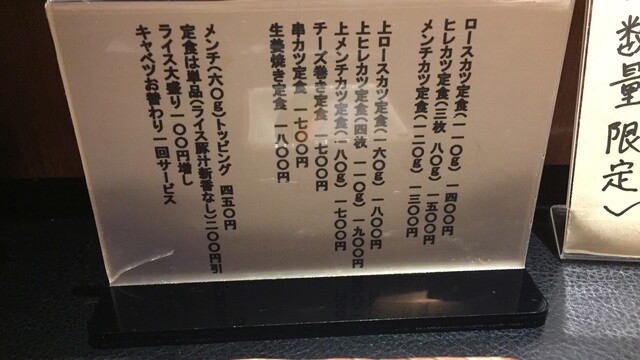 ロースカツ定食(一一〇g) 一四〇〇円
ヒレカツ定食(三枚 八〇g) 一五〇〇円
メンチカツ定食(一二〇g) 一三〇〇円
上ロースカツ定食(一六〇g) 一八〇〇円
上ヒレカツ定食(四枚 一一〇g) 一九〇〇円
上メンチカツ定食(一八〇g) 一七〇〇円
チーズ巻き定食 一七〇〇円
串カツ定食 一七〇〇円
生姜焼き定食 一八〇〇円
メンチ(六〇g)トッピング 四五〇円
定食は単品(ライス豚汁新香なし)二〇〇円引
ライス大盛り一〇〇円増し
キャベツお替わり一回サービス
数量限定〉